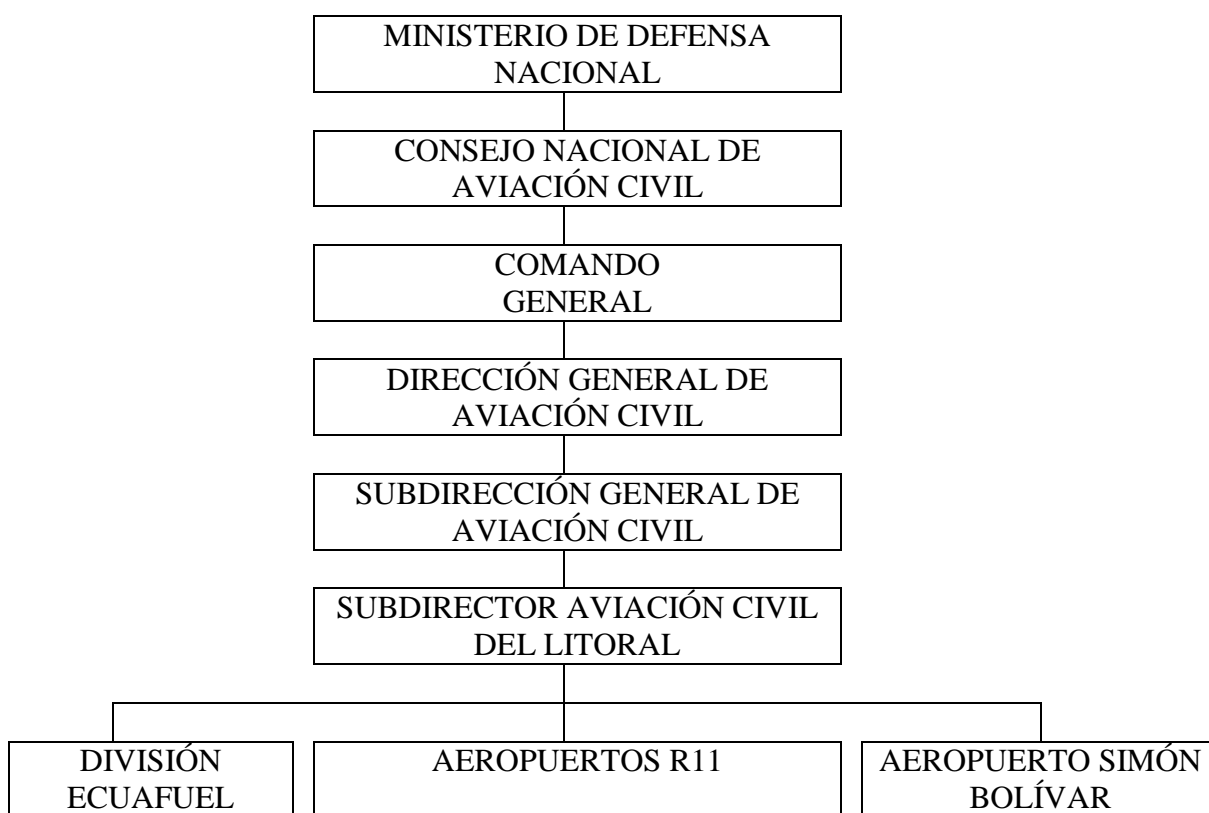 MINISTERIO DE DEFENSA
NACIONAL
CONSEJO NACIONAL DE
AVIACIÓN CIVIL
COMANDO
GENERAL
DIRECCIÓN GENERAL DE
AVIACIÓN CIVIL
SUBDIRECCIÓN GENERAL DE
AVIACIÓN CIVIL
SUBDIRECTOR AVIACIÓN CIVIL
DEL LITORAL
DIVISIÓN
ECUAFUEL
AEROPUERTOS R11
AEROPUERTO SIMÓN
BOLÍVAR